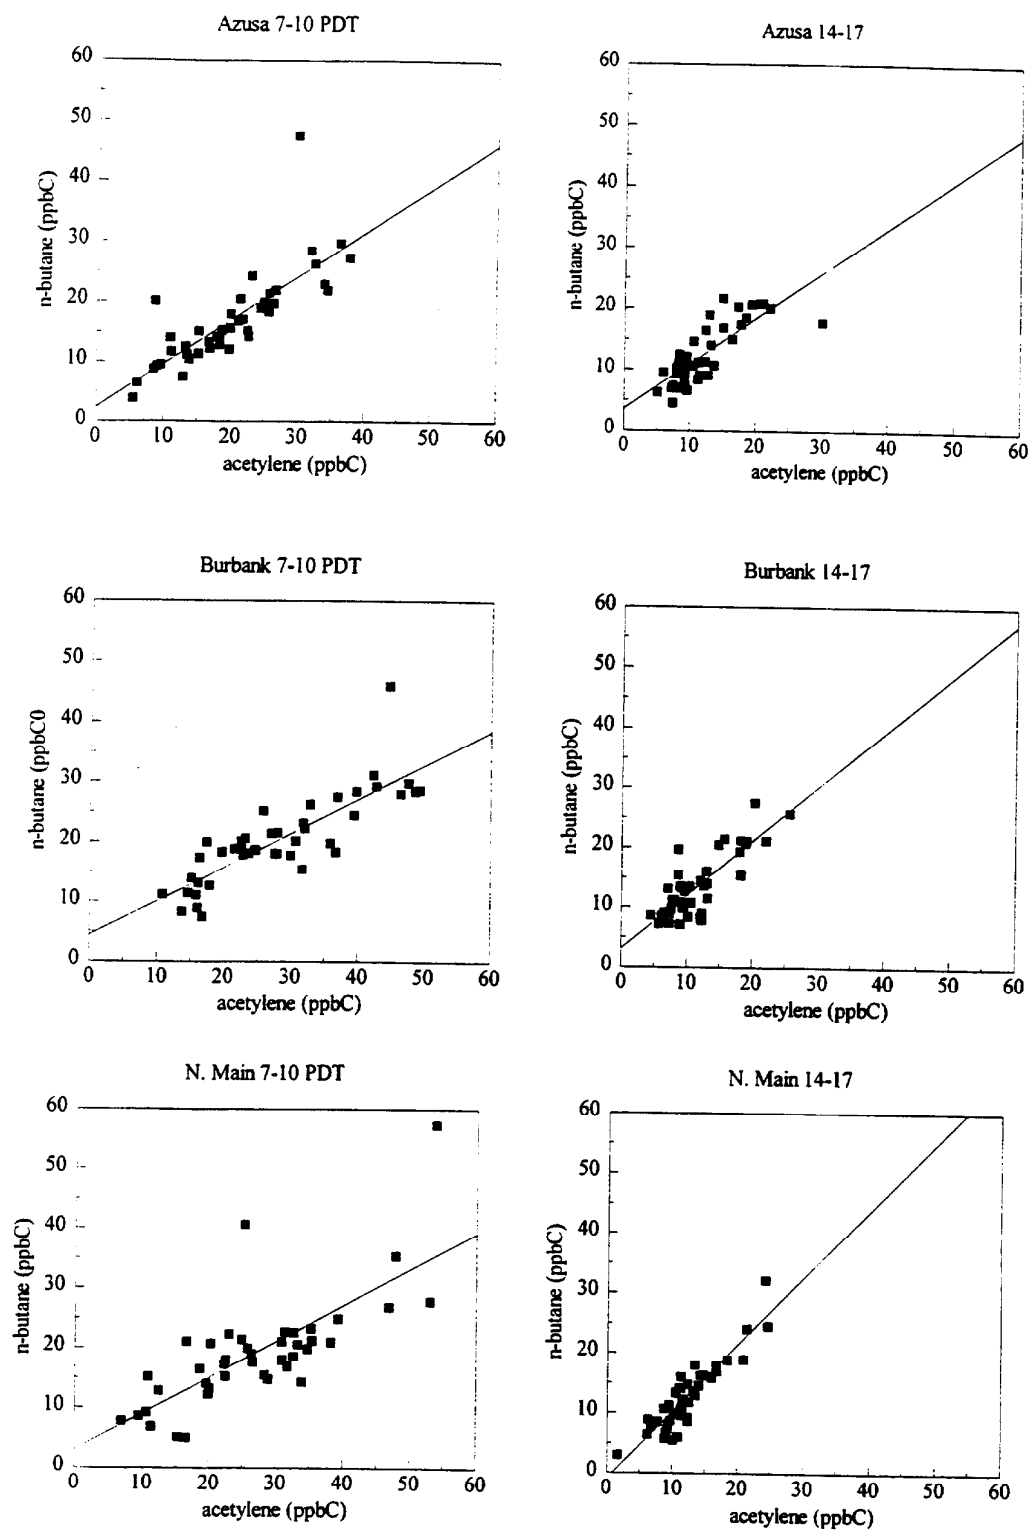 Azusa 7-10 PDT
60
50
40
30
20
10
0
n-butane (ppbC)
0 10 20 30 40 50 60
acetylene (ppbC)
Azusa 14-17
60
50
40
30
20
10
0
n-butane (ppbC)
0 10 20 30 40 50 60
acetylene (ppbC)
Burbank 7-10 PDT
60
50
40
30
20
10
0
n-butane (ppbC0
0 10 20 30 40 50 60
acetylene (ppbC)
Burbank 14-17
60
50
40
30
20
10
0
n-butane (ppbC)
0 10 20 30 40 50 60
acetylene (ppbC)
N. Main 7-10 PDT
60
50
40
30
20
10
0
n-butane (ppbC)
0 10 20 30 40 50 60
acetylene (ppbC)
N. Main 14-17
60
50
40
30
20
10
0
n-butane (ppbC)
0 10 20 30 40 50 60
acetylene (ppbC)